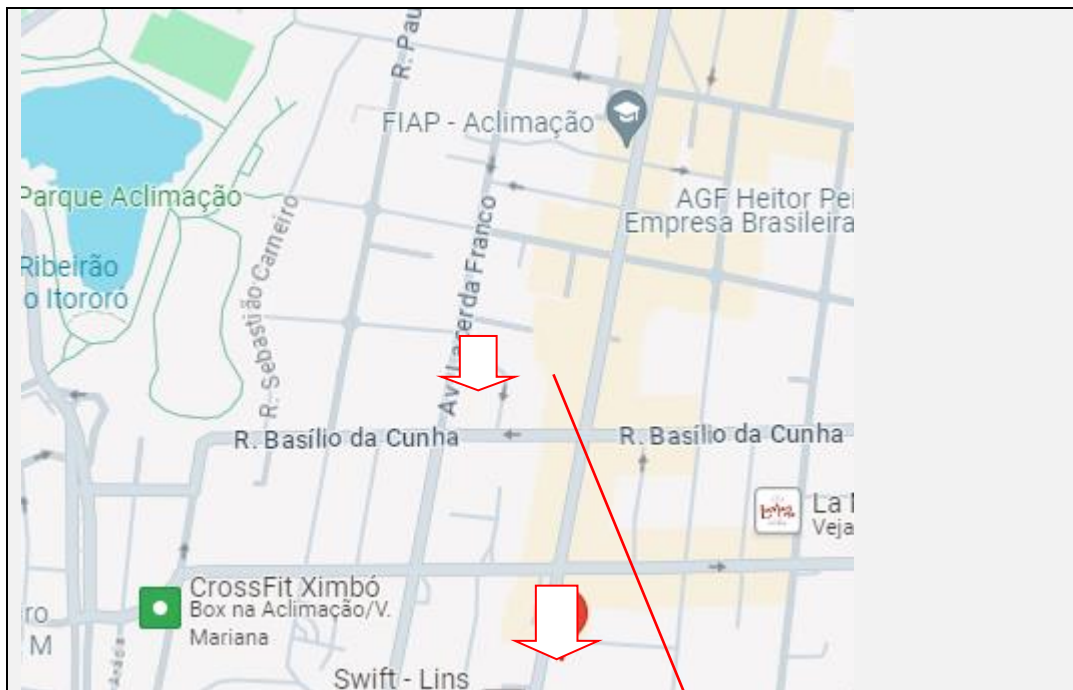 R. Pau
FIAP - Aclimação
Parque Aclimação
AGF Heitor Pei
Empresa Brasileira
R. Sebastião Carneiro
Av. Lacerda Franco
Ribeirão
o Itororó
R. Basílio da Cunha
R. Basílio da Cunha
La
Veja
CrossFit Ximbó
Box na Aclimação/V.
Mariana
ro
M
Swift - Lins